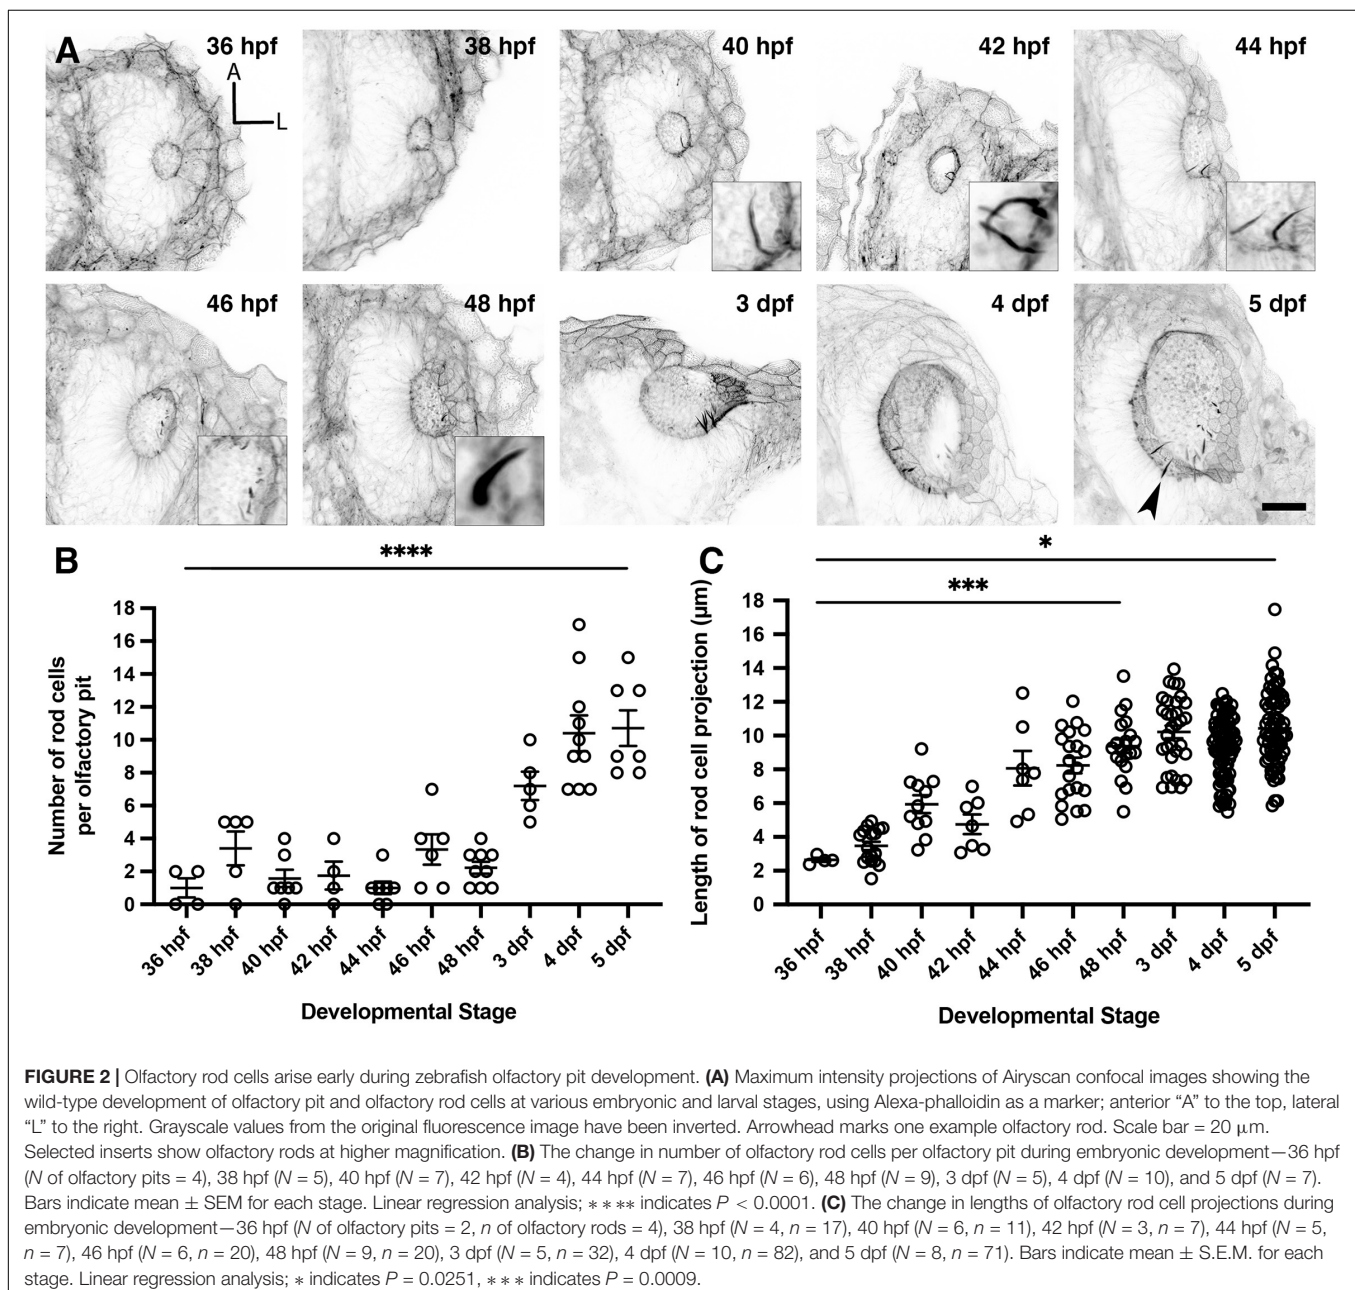 A
36 hpf
38 hpf
40 hpf
42 hpf
44 hpf
A
L
46 hpf
48 hpf
3 dpf
4 dpf
5 dpf
B
****
Number of rod cells
per olfactory pit
18
16
14
12
10
8
6
4
2
0
36 hpf
38 hpf
40 hpf
42 hpf
44 hpf
46 hpf
48 hpf
3 dpf
4 dpf
5 dpf
Developmental Stage
C
*
***
Length of rod cell projection (μm)
18
16
14
12
10
8
6
4
2
0
36 hpf
38 hpf
40 hpf
42 hpf
44 hpf
46 hpf
48 hpf
3 dpf
4 dpf
5 dpf
Developmental Stage
FIGURE 2 | Olfactory rod cells arise early during zebrafish olfactory pit development. (A) Maximum intensity projections of Airyscan confocal images showing the
wild-type development of olfactory pit and olfactory rod cells at various embryonic and larval stages, using Alexa-phalloidin as a marker; anterior “A” to the top, lateral
“L” to the right. Grayscale values from the original fluorescence image have been inverted. Arrowhead marks one example olfactory rod. Scale bar = 20 μm.
Selected inserts show olfactory rods at higher magnification. (B) The change in number of olfactory rod cells per olfactory pit during embryonic development—36 hpf
(N of olfactory pits = 4), 38 hpf (N = 5), 40 hpf (N = 7), 42 hpf (N = 4), 44 hpf (N = 7), 46 hpf (N = 6), 48 hpf (N = 9), 3 dpf (N = 5), 4 dpf (N = 10), and 5 dpf (N = 7).
Bars indicate mean ± SEM for each stage. Linear regression analysis; ∗ ∗ ∗∗ indicates P < 0.0001. (C) The change in lengths of olfactory rod cell projections during
embryonic development—36 hpf (N of olfactory pits = 2, n of olfactory rods = 4), 38 hpf (N = 4, n = 17), 40 hpf (N = 6, n = 11), 42 hpf (N = 3, n = 7), 44 hpf (N = 5,
n = 7), 46 hpf (N = 6, n = 20), 48 hpf (N = 9, n = 20), 3 dpf (N = 5, n = 32), 4 dpf (N = 10, n = 82), and 5 dpf (N = 8, n = 71). Bars indicate mean ± S.E.M. for each
stage. Linear regression analysis; ∗ indicates P = 0.0251, ∗ ∗ ∗ indicates P = 0.0009.